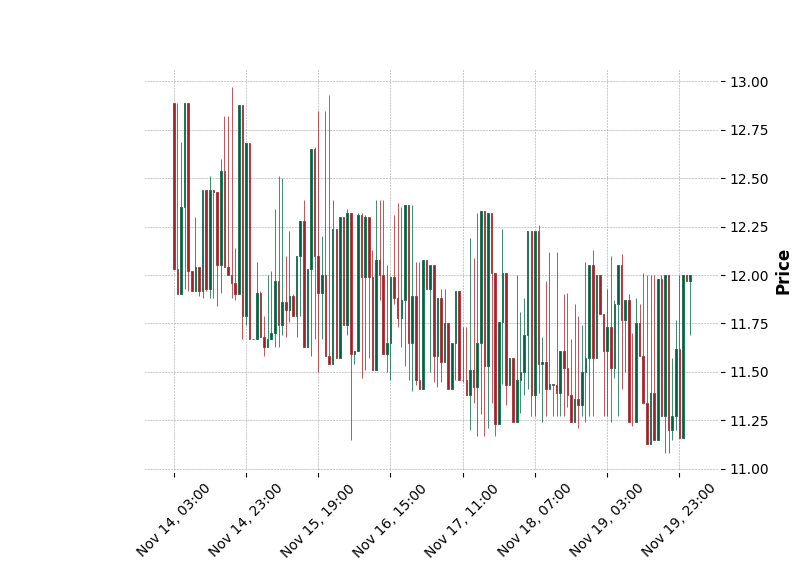 13.00
12.75
12.50
12.25
12.00
11.75
11.50
11.25
11.00
Price
Nov 14, 03:00
Nov 14, 23:00
Nov 15, 19:00
Nov 16, 15:00
Nov 17, 11:00
Nov 18, 07:00
Nov 19, 03:00
Nov 19, 23:00